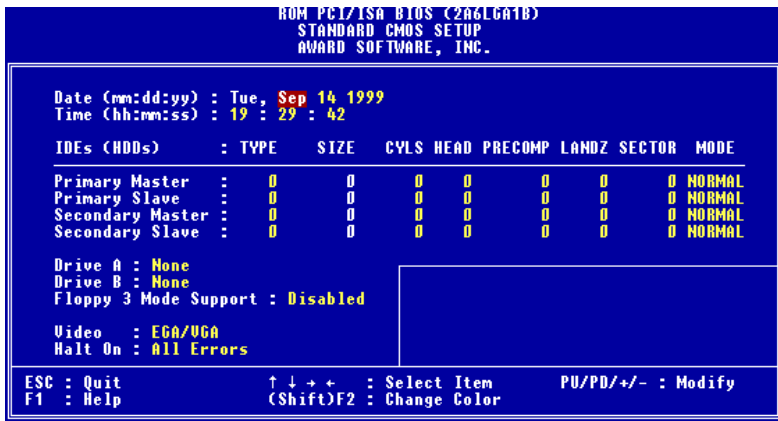 ROM PCI/ISA BIOS (2A6LGA1B)
STANDARD CMOS SETUP
AWARD SOFTWARE, INC.
Date (mm:dd:yy) : Tue, Sep 14 1999
Time (hh:mm:ss) : 19 : 29 : 42
IDEs (HDDs) : TYPE SIZE CYLS HEAD PRECOMP LANDZ SECTOR MODE
Primary Master : 0 0 0 0 0 0 0 NORMAL
Primary Slave : 0 0 0 0 0 0 0 NORMAL
Secondary Master : 0 0 0 0 0 0 0 NORMAL
Secondary Slave : 0 0 0 0 0 0 0 NORMAL
Drive A : None
Drive B : None
Floppy 3 Mode Support : Disabled
Video : EGA/VGA
Halt On : All Errors
ESC : Quit ↑ ↓ → ← : Select Item PU/PD/+/- : Modify
F1 : Help (Shift)F2 : Change Color